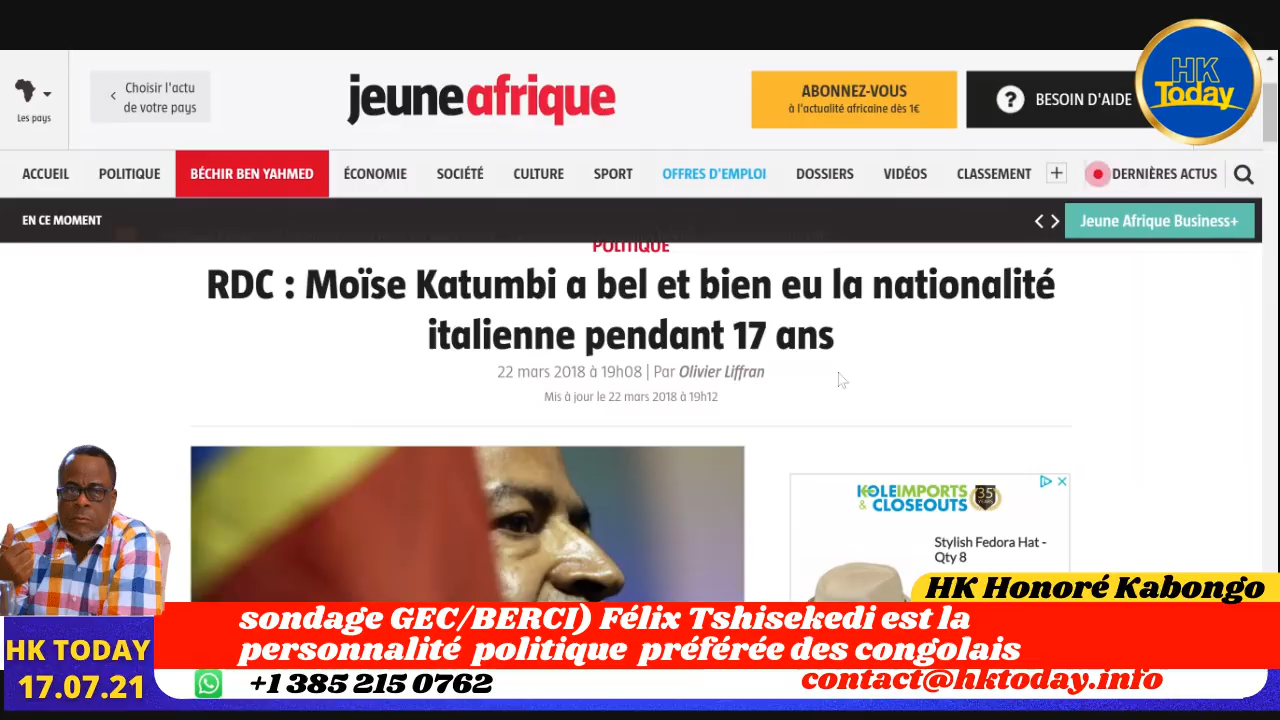 Choisir l'actu
de votre pays
Les pays
jeuneafrique
ABONNEZ-VOUS
à l'actualité africaine dès 1€
? BESOIN D'AIDE
HK
Today
ACCUEIL POLITIQUE BÉCHIR BEN YAHMED ÉCONOMIE SOCIÉTÉ CULTURE SPORT OFFRES D'EMPLOI DOSSIERS VIDÉOS CLASSEMENT + DERNIÈRES ACTUS
EN CE MOMENT
Jeune Afrique Business+
POLITIQUE
RDC : Moïse Katumbi a bel et bien eu la nationalité
italienne pendant 17 ans
22 mars 2018 à 19h08 | Par Olivier Liffran
Mis à jour le 22 mars 2018 à 19h12
KOLEIMPORTS
& CLOSEOUTS
35
Stylish Fedora Hat -
Qty 8
HK Honoré Kabongo
sondage GEC/BERCI) Félix Tshisekedi est la
personnalité politique préférée des congolais
HK TODAY
17.07.21
+1 385 215 0762
contact@hktoday.info